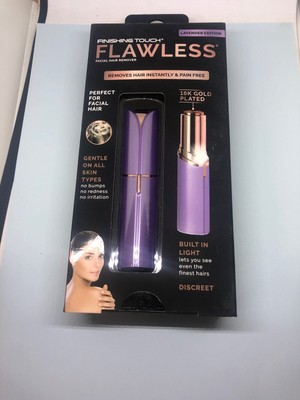 FINISHING TOUCH®
LAVENDER EDITION
FLAWLESS®
FACIAL HAIR REMOVER
REMOVES HAIR INSTANTLY & PAIN FREE
PERFECT
FOR
FACIAL
HAIR
18K GOLD
PLATED
GENTLE
ON ALL
SKIN
TYPES
no bumps
no redness
no irritation
BUILT IN
LIGHT
lets you see
even the
finest hairs
DISCREET